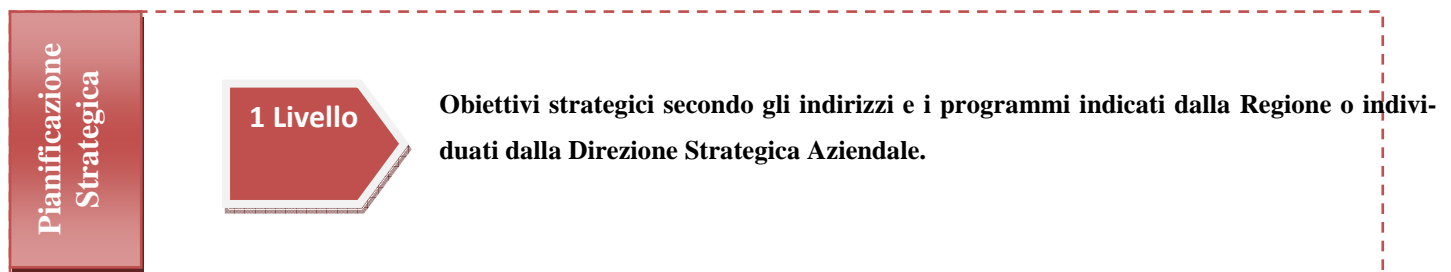 Pianificazione
Strategica
1 Livello
Obiettivi strategici secondo gli indirizzi e i programmi indicati dalla Regione o indivi-
duati dalla Direzione Strategica Aziendale.